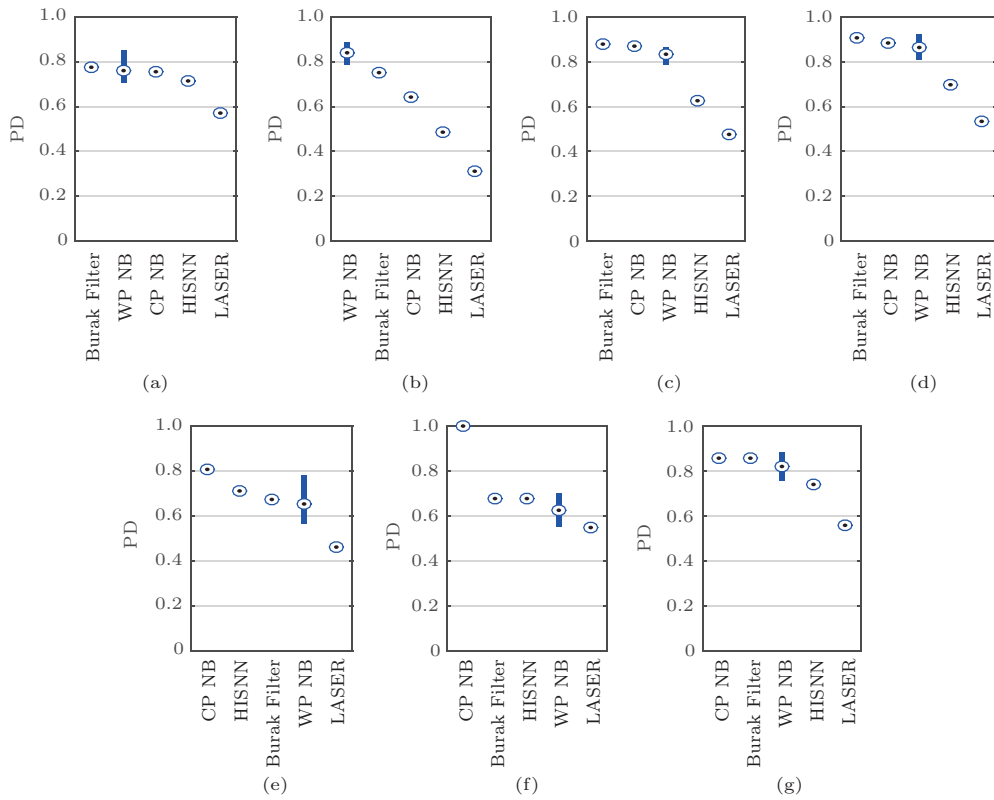 1.0
0.8
0.6
0.4
0.2
0
PD
Burak Filter
WP NB
CP NB
HISNN
LASER
(a)
1.0
0.8
0.6
0.4
0.2
0
PD
WP NB
Burak Filter
CP NB
HISNN
LASER
(b)
1.0
0.8
0.6
0.4
0.2
0
PD
Burak Filter
CP NB
WP NB
HISNN
LASER
(c)
1.0
0.8
0.6
0.4
0.2
0
PD
Burak Filter
CP NB
WP NB
HISNN
LASER
(d)
1.0
0.8
0.6
0.4
0.2
0
PD
CP NB
HISNN
Burak Filter
WP NB
LASER
(e)
1.0
0.8
0.6
0.4
0.2
0
PD
CP NB
Burak Filter
HISNN
WP NB
LASER
(f)
1.0
0.8
0.6
0.4
0.2
0
PD
CP NB
Burak Filter
WP NB
HISNN
LASER
(g)